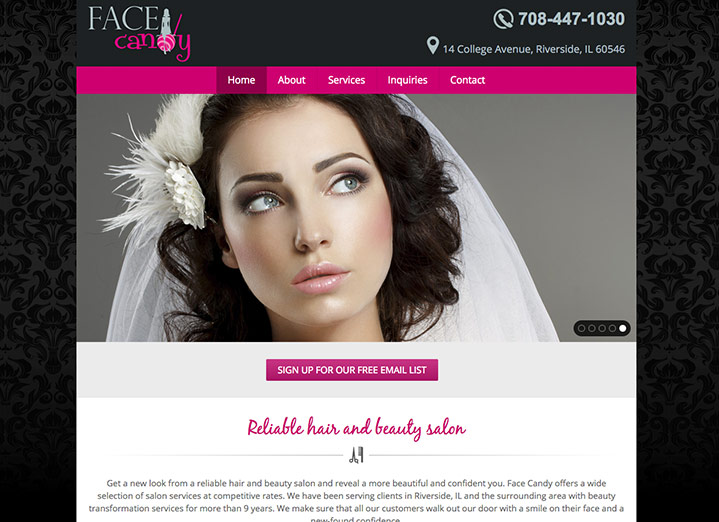 FACE
candy
708-447-1030
14 College Avenue, Riverside, IL 60546
Home About Services Inquiries Contact
SIGN UP FOR OUR FREE EMAIL LIST
Reliable hair and beauty salon
Get a new look from a reliable hair and beauty salon and reveal a more beautiful and confident you. Face Candy offers a wide
selection of salon services at competitive rates. We have been serving clients in Riverside, IL and the surrounding area with beauty
transformation services for more than 9 years. We make sure that all our customers walk out our door with a smile on their face and a
new-found confidence.